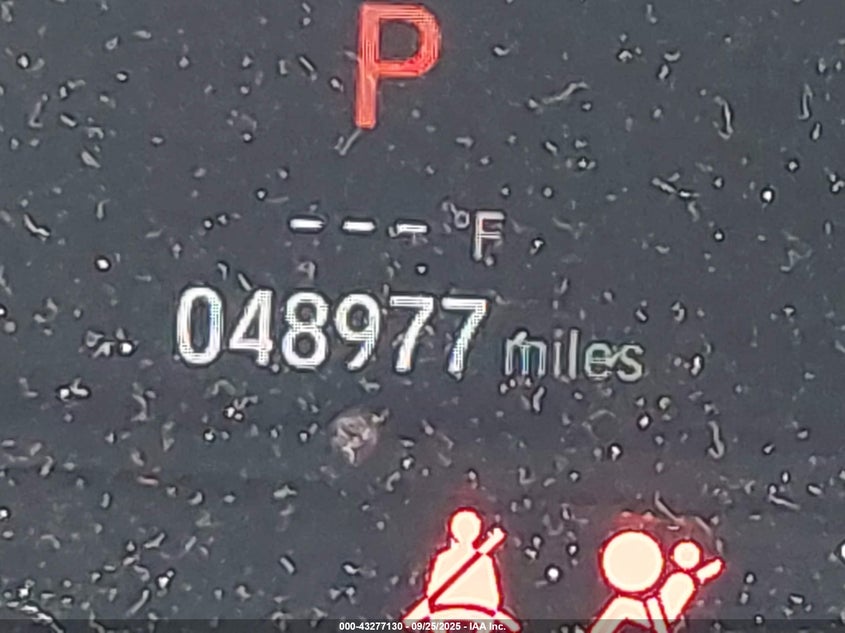 P
--- °F
048977 miles
000-43277130 - 09/25/2025 - IAA Inc.